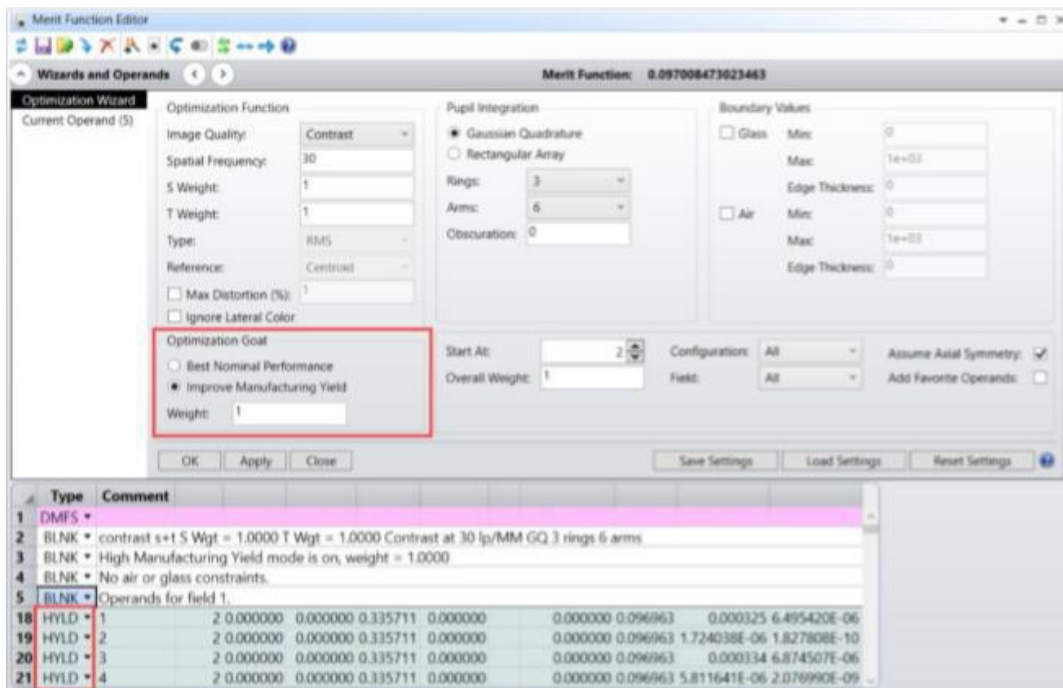 Merit Function Editor
Wizards and Operands
Merit Function: 0.097008473023463
Optimization Wizard
Current Operand (5)
Optimization Function
Image Quality: Contrast
Spatial Frequency: 30
S Weight: 1
T Weight: 1
Type: RMS
Reference: Centroid
Max Distortion (%): 1
Ignore Lateral Color
Pupil Integration
Gaussian Quadrature
Rectangular Array
Rings: 3
Arms: 6
Obscuration: 0
Boundary Values
Glass Min: 0
Max: 1e+03
Edge Thickness: 0
Air Min: 0
Max: 1e+03
Edge Thickness: 0
Optimization Goal
Best Nominal Performance
Improve Manufacturing Yield
Weight: 1
Start At: 2 Configuration: All Assume Axial Symmetry:
Overall Weight: 1 Field: All Add Favorite Operands:
OK Apply Close Save Settings Load Settings Reset Settings
Type Comment
1 DMFS
2 BLNK contrast s+t S Wgt = 1.0000 T Wgt = 1.0000 Contrast at 30 lp/MM GQ 3 rings 6 arms
3 BLNK High Manufacturing Yield mode is on, weight = 1.0000
4 BLNK No air or glass constraints.
5 BLNK Operands for field 1.
18 HYLD 1 2 0.000000 0.000000 0.335711 0.000000 0.000000 0.096963 0.000325 6.495420E-06
19 HYLD 2 2 0.000000 0.000000 0.335711 0.000000 0.000000 0.096963 1.724038E-06 1.827808E-10
20 HYLD 3 2 0.000000 0.000000 0.335711 0.000000 0.000000 0.096963 0.000334 6.874507E-06
21 HYLD 4 2 0.000000 0.000000 0.335711 0.000000 0.000000 0.096963 5.811641E-06 2.076990E-09